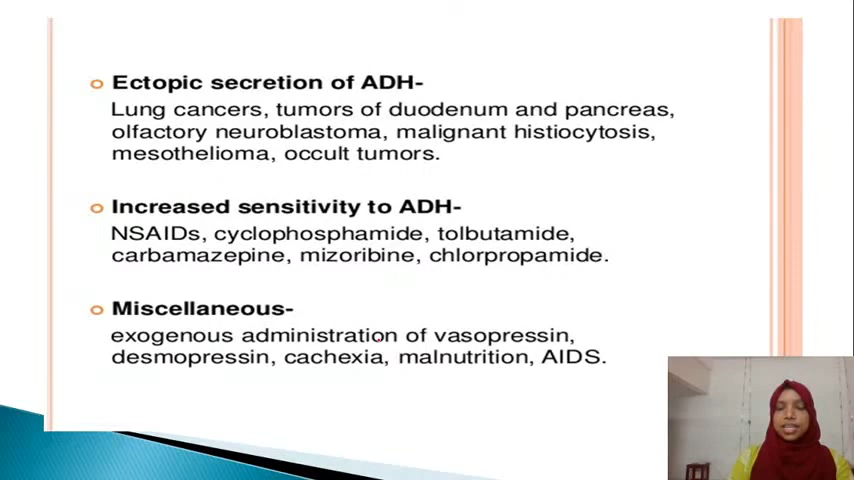 Ectopic secretion of ADH-
Lung cancers, tumors of duodenum and pancreas,
olfactory neuroblastoma, malignant histiocytosis,
mesothelioma, occult tumors.
Increased sensitivity to ADH-
NSAIDs, cyclophosphamide, tolbutamide,
carbamazepine, mizoribine, chlorpropamide.
Miscellaneous-
exogenous administration of vasopressin,
desmopressin, cachexia, malnutrition, AIDS.